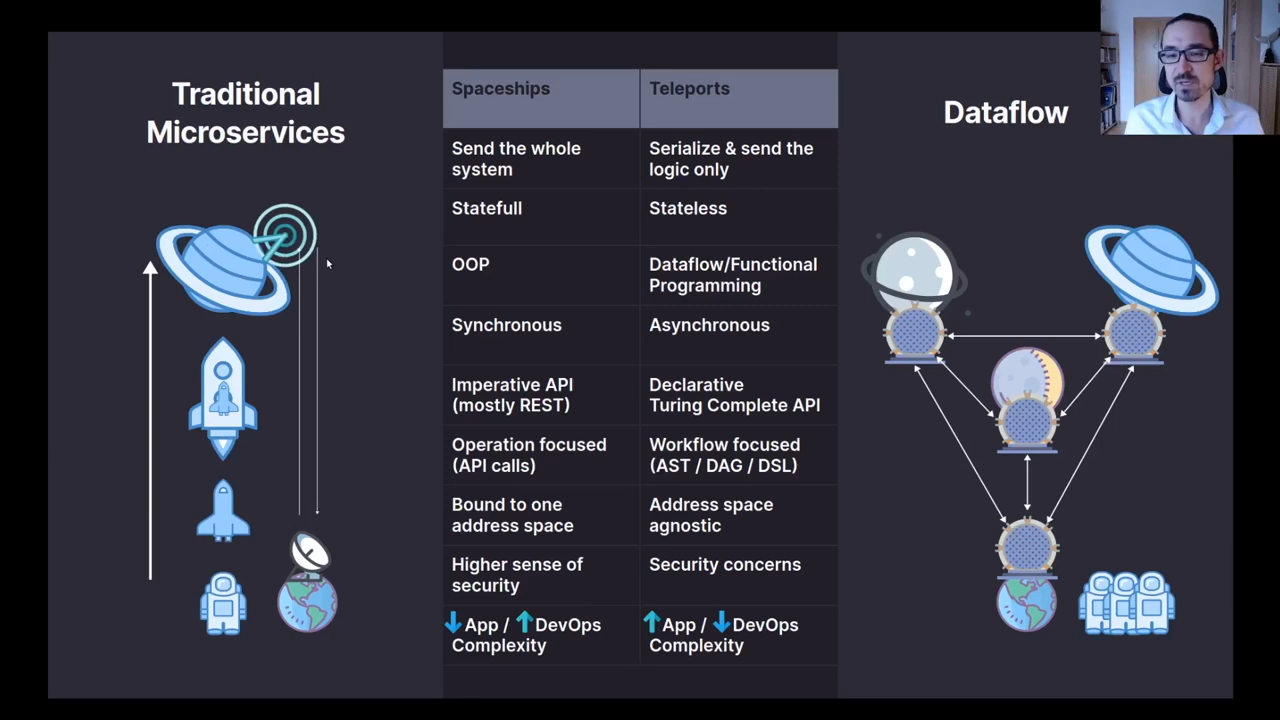 Traditional
Microservices
Spaceships
Teleports
Send the whole
system
Serialize & send the
logic only
Statefull
Stateless
OOP
Dataflow/Functional
Programming
Synchronous
Asynchronous
Imperative API
(mostly REST)
Declarative
Turing Complete API
Operation focused
(API calls)
Workflow focused
(AST / DAG / DSL)
Bound to one
address space
Address space
agnostic
Higher sense of
security
Security concerns
↓App / ↑DevOps
Complexity
↑App / ↓DevOps
Complexity
Dataflow